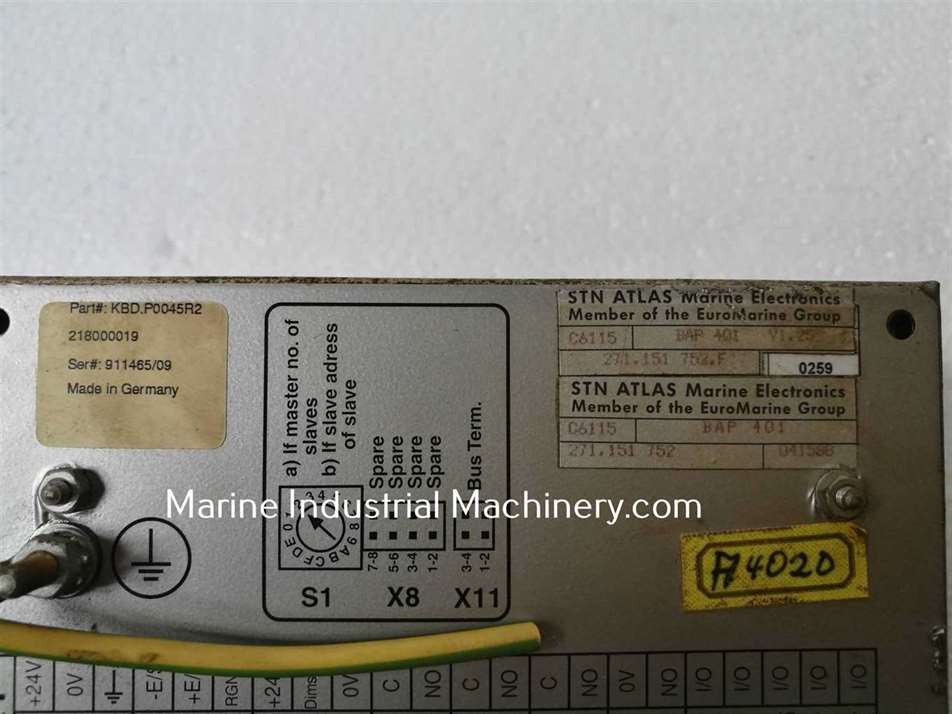 Part#: KBD.P0045R2
218000019
Ser#: 911465/09
Made in Germany
a) If master no. of
slaves
b) If slave adress
of slave
Spare
Spare
Spare
Spare
Bus Term.
7-8
5-6
3-4
1-2
3-4
1-2
S1
X8
X11
STN ATLAS Marine Electronics
Member of the EuroMarine Group
C6115 BAP 401
271.151 752.F 0259
STN ATLAS Marine Electronics
Member of the EuroMarine Group
C6115 BAP 401
271.151 752
Marine Industrial Machinery.com
A4020
+24V 0V -E/S +E/ RGN +24 Dims 0V C NO C NO C NO 0V NO I/O I/O I/O I/O I/O